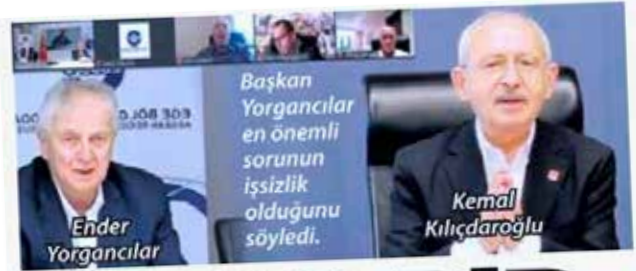 Başkan
Yorgancılar
en önemli
sorunun
işsizlik
olduğunu
söyledi.
Ender
Yorgancılar
Kemal
Kılıçdaroğlu